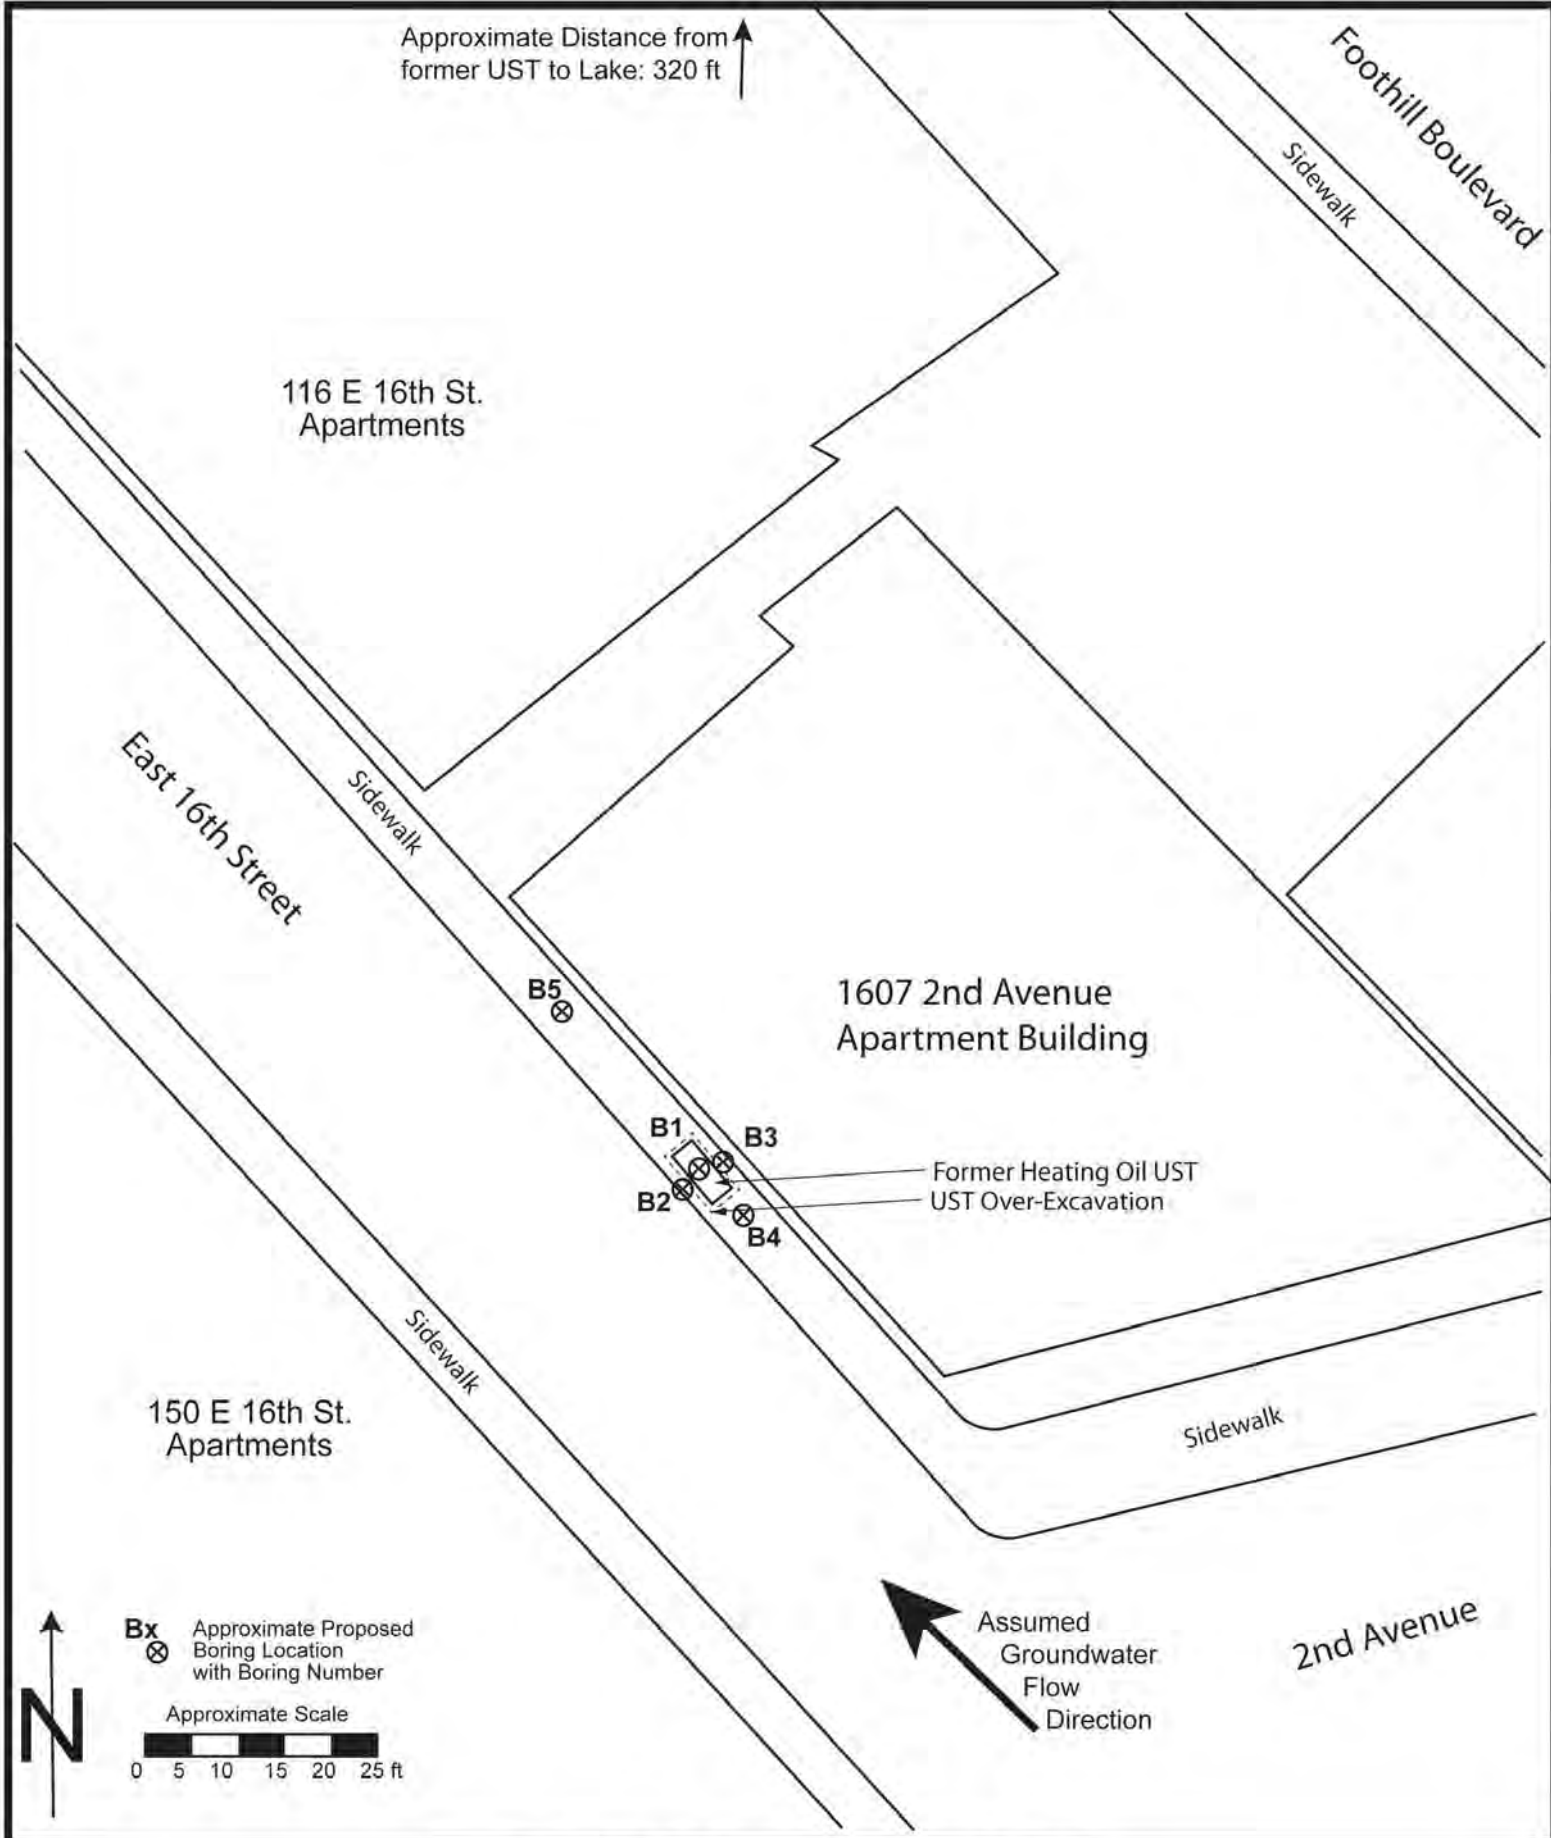 Approximate Distance from
former UST to Lake: 320 ft
Foothill Boulevard
Sidewalk
116 E 16th St.
Apartments
East 16th Street
Sidewalk
B5
1607 2nd Avenue
Apartment Building
B1
B3
Former Heating Oil UST
B2
UST Over-Excavation
B4
Sidewalk
150 E 16th St.
Apartments
Sidewalk
Assumed
Groundwater
Flow
Direction
2nd Avenue
Bx
Approximate Proposed
Boring Location
with Boring Number
N
Approximate Scale
0 5 10 15 20 25 ft